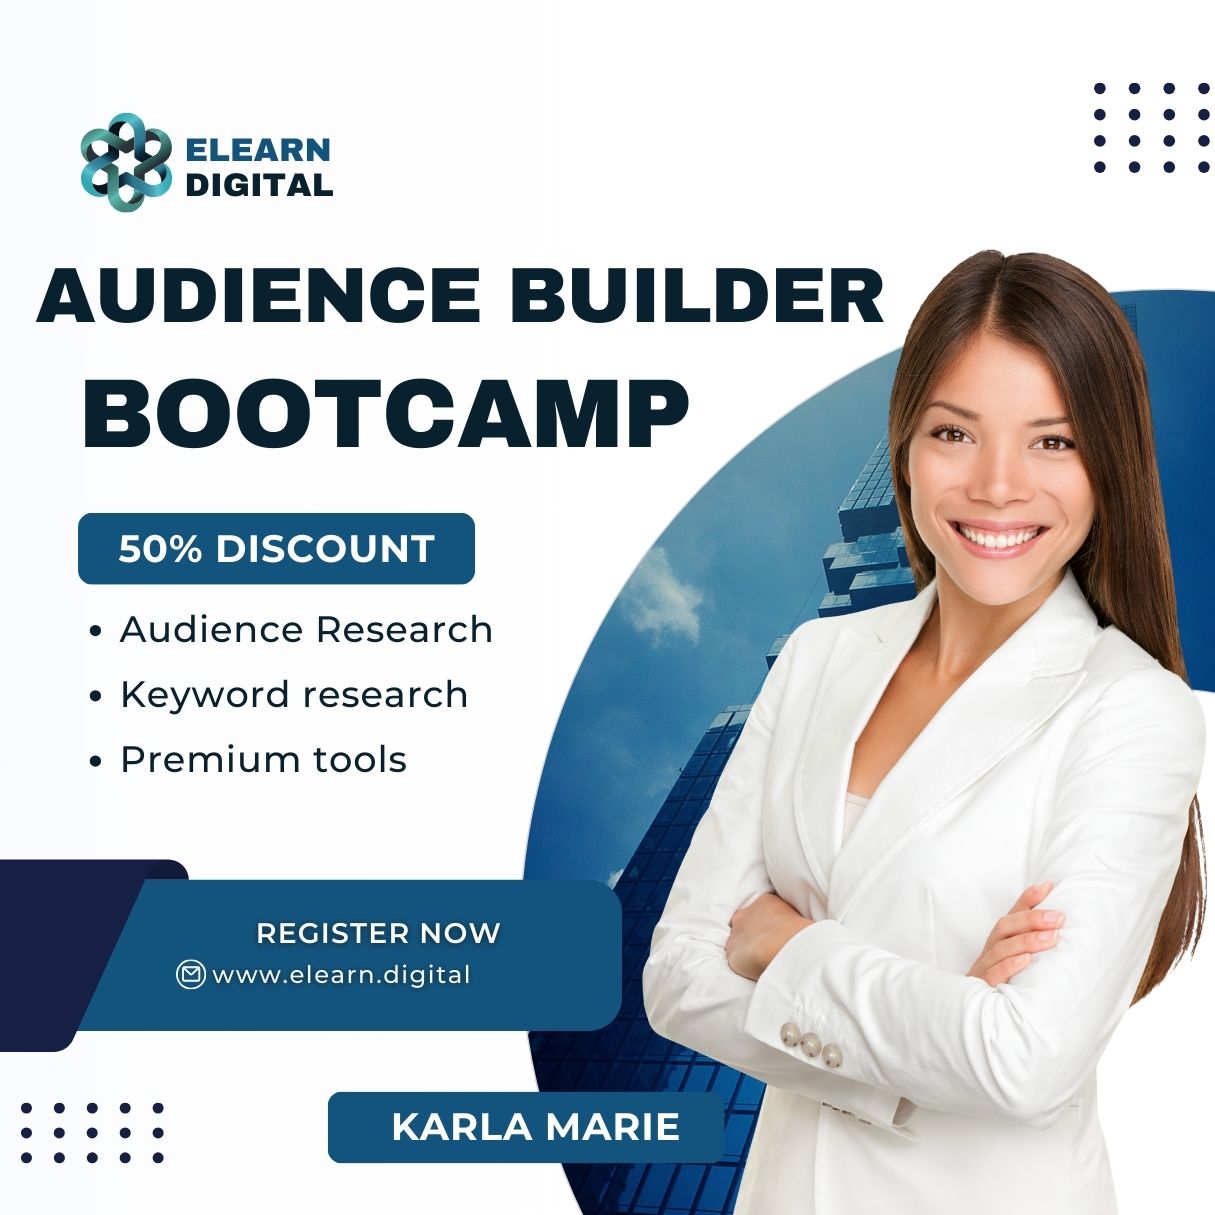 ELEARN
DIGITAL
AUDIENCE BUILDER
BOOTCAMP
50% DISCOUNT
• Audience Research
• Keyword research
• Premium tools
REGISTER NOW
www.elearn.digital
KARLA MARIE